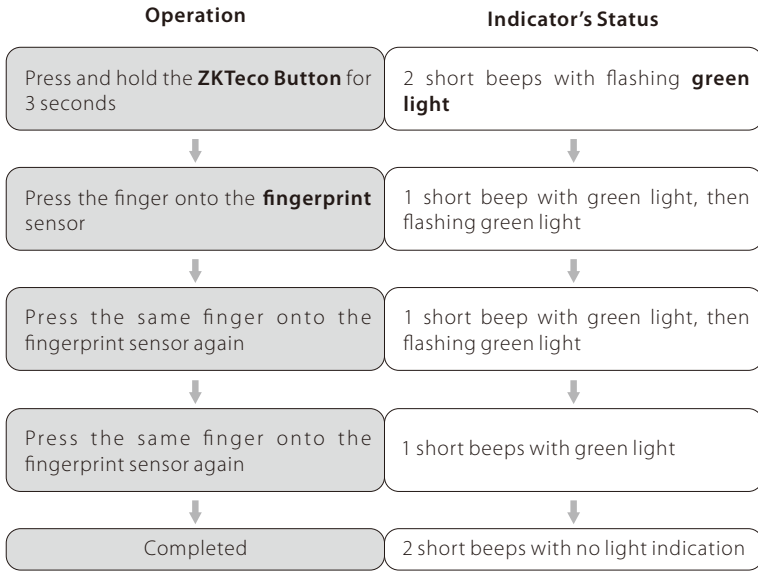 Operation
Indicator's Status
Press and hold the ZKTeco Button for
3 seconds
2 short beeps with flashing green
light
Press the finger onto the fingerprint
sensor
1 short beep with green light, then
flashing green light
Press the same finger onto the
fingerprint sensor again
1 short beep with green light, then
flashing green light
Press the same finger onto the
fingerprint sensor again
1 short beeps with green light
Completed
2 short beeps with no light indication